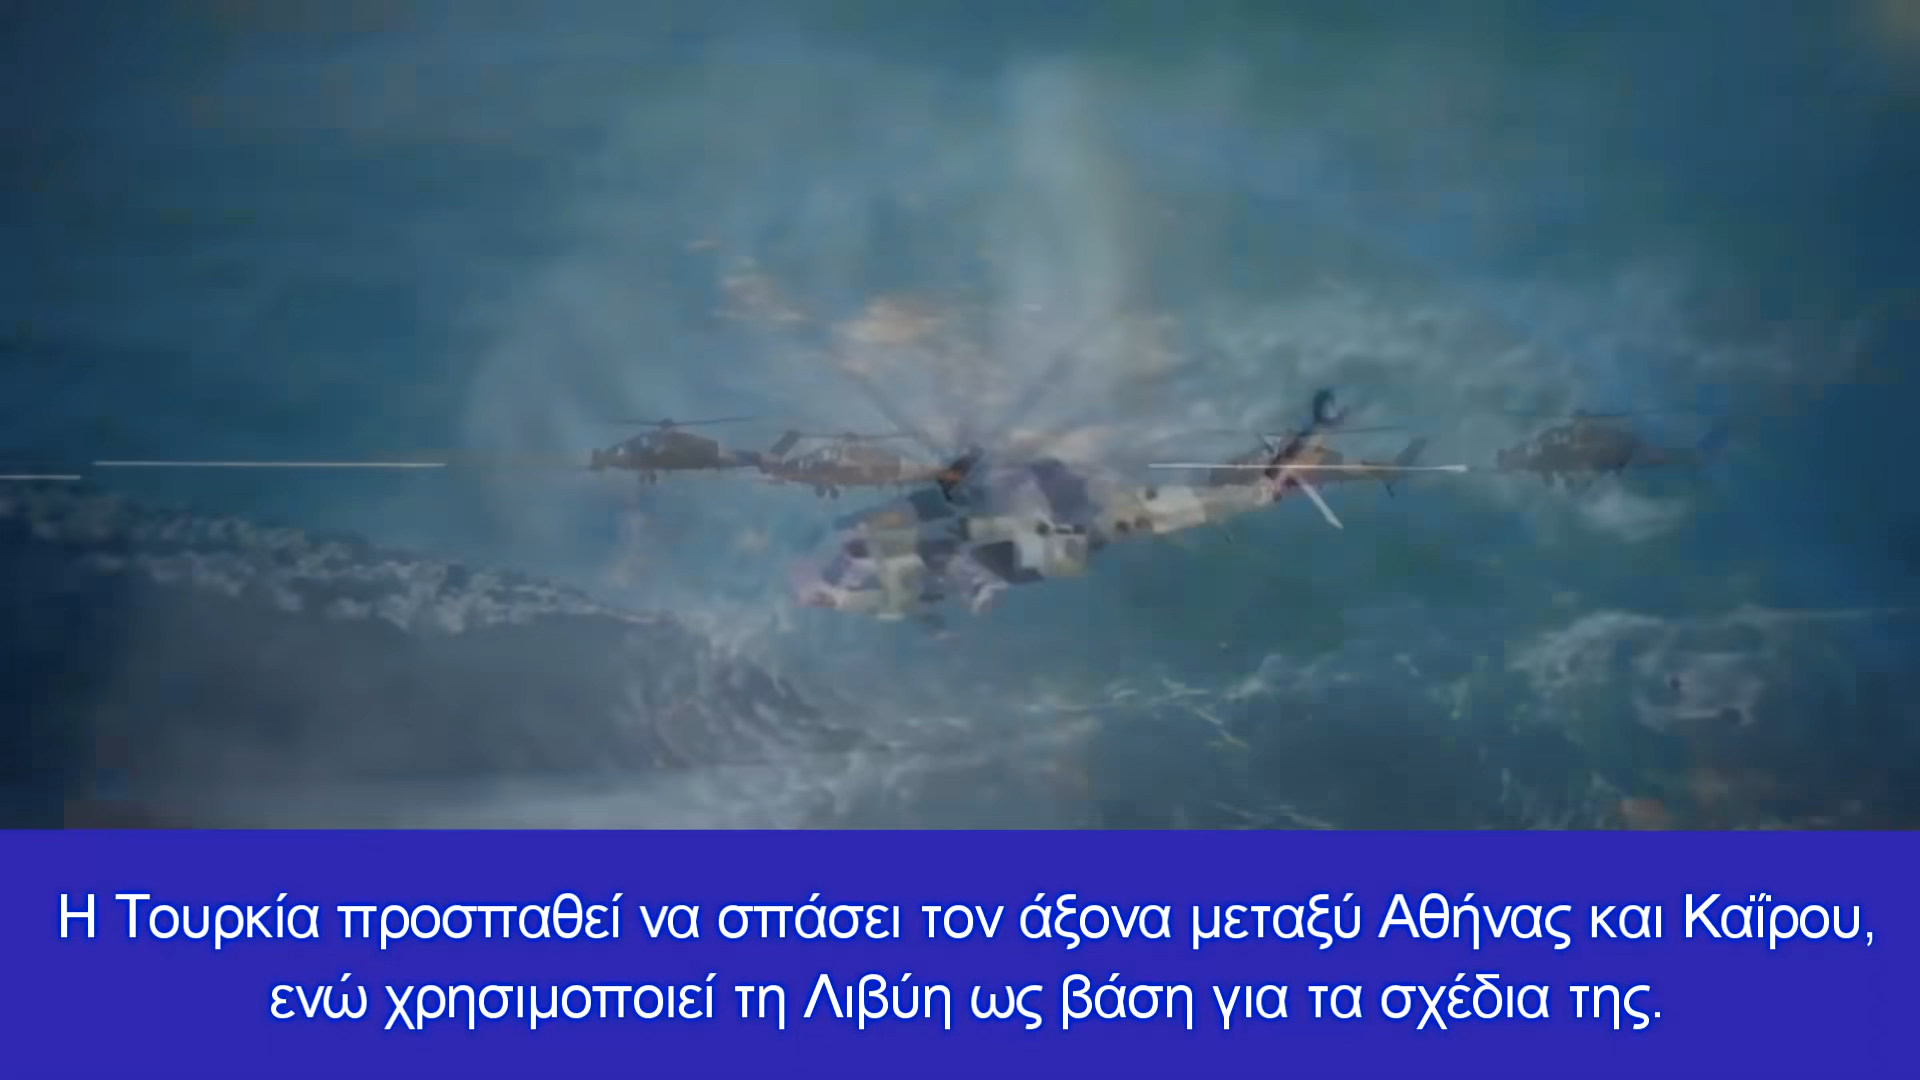 Η Τουρκία προσπαθεί να σπάσει τον άξονα μεταξύ Αθήνας και Καΐρου,
ενώ χρησιμοποιεί τη Λιβύη ως βάση για τα σχέδια της.